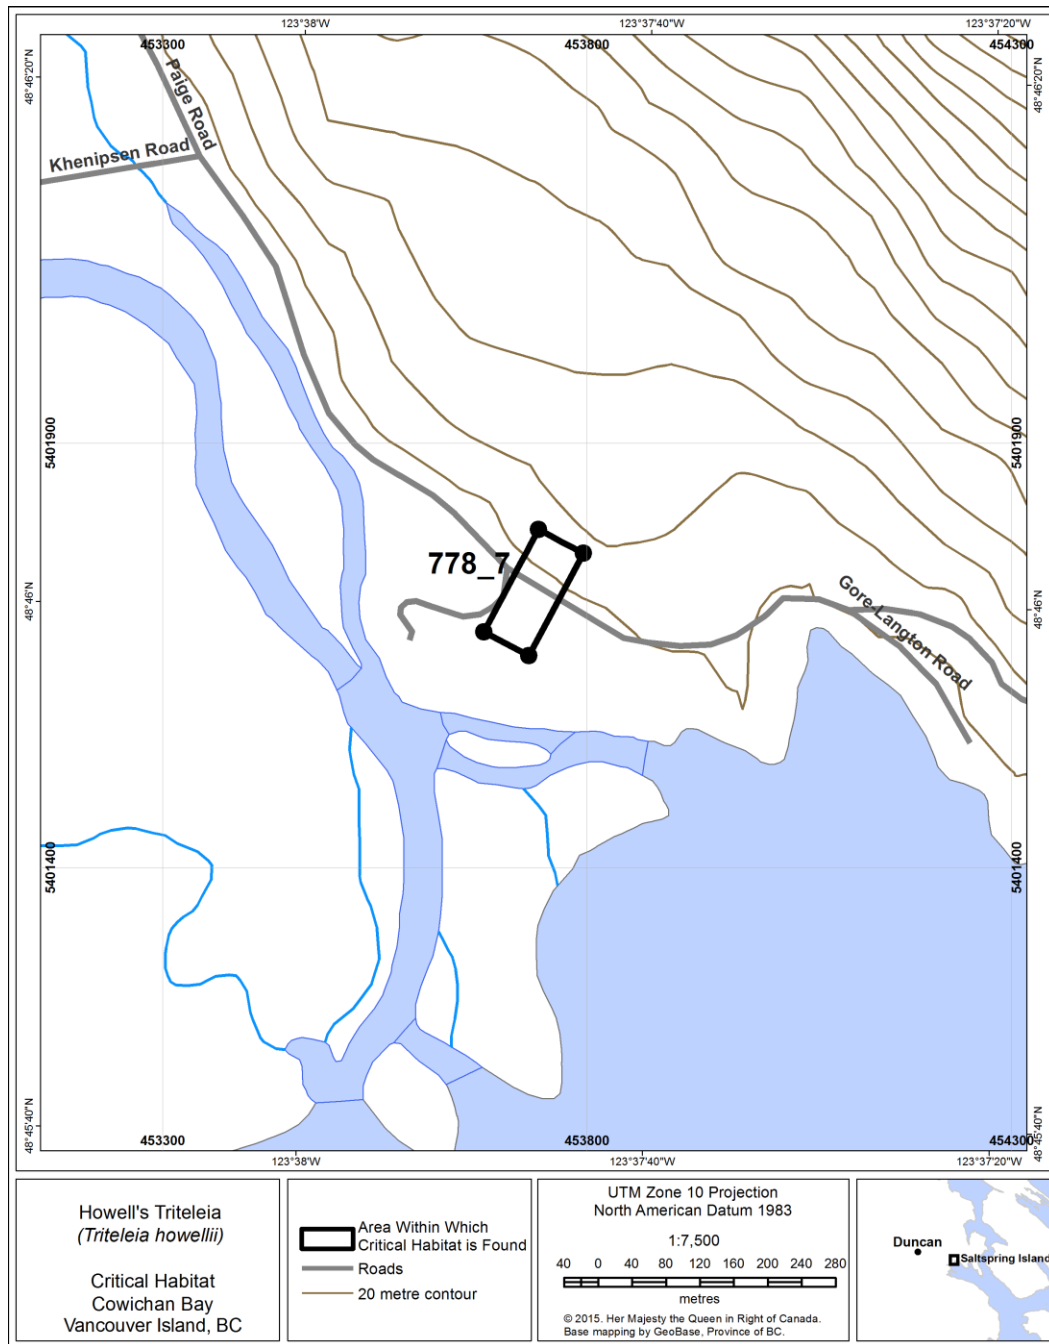 123°38'W
123°37'40"W
123°37'20"W
453300
453800
454300
48°46'20"N
48°46'20"N
Paige Road
Khenipsen Road
5401900
5401900
778_7
48°46'N
48°46'N
Gore-Langton Road
5401400
5401400
48°45'40"N
48°45'40"N
453300
453800
454300
123°38'W
123°37'40"W
123°37'20"W
Howell's Triteleia
(Triteleia howellii)
Critical Habitat
Cowichan Bay
Vancouver Island, BC
Area Within Which
Critical Habitat is Found
Roads
20 metre contour
UTM Zone 10 Projection
North American Datum 1983
1:7,500
40 0 40 80 120 160 200 240 280
metres
© 2015. Her Majesty the Queen in Right of Canada.
Base mapping by GeoBase, Province of BC.
Duncan
Saltspring Island